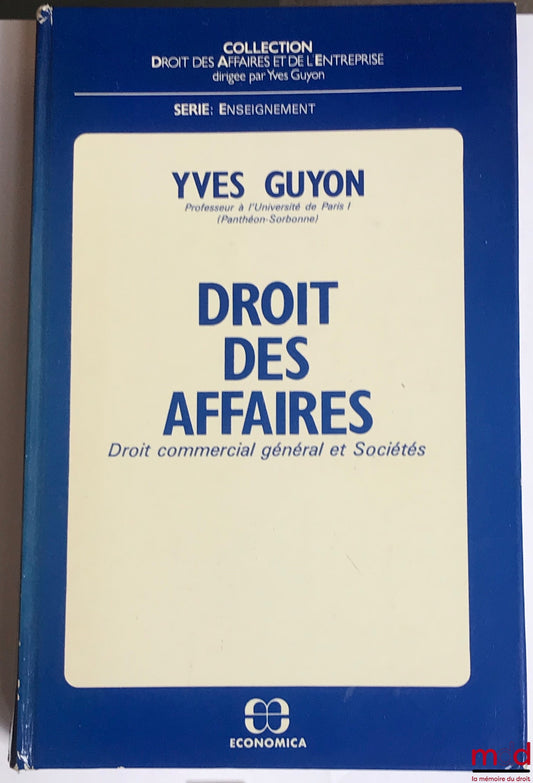 COLLECTION
DROIT DES AFFAIRES ET DE L'ENTREPRISE
dirigée par Yves Guyon
SERIE: ENSEIGNEMENT
YVES GUYON
Professeur à l'Université de Paris I
(Panthéon-Sorbonne)
DROIT
DES
AFFAIRES
Droit commercial général et Sociétés
ECONOMICA
m d
la mémoire du droit